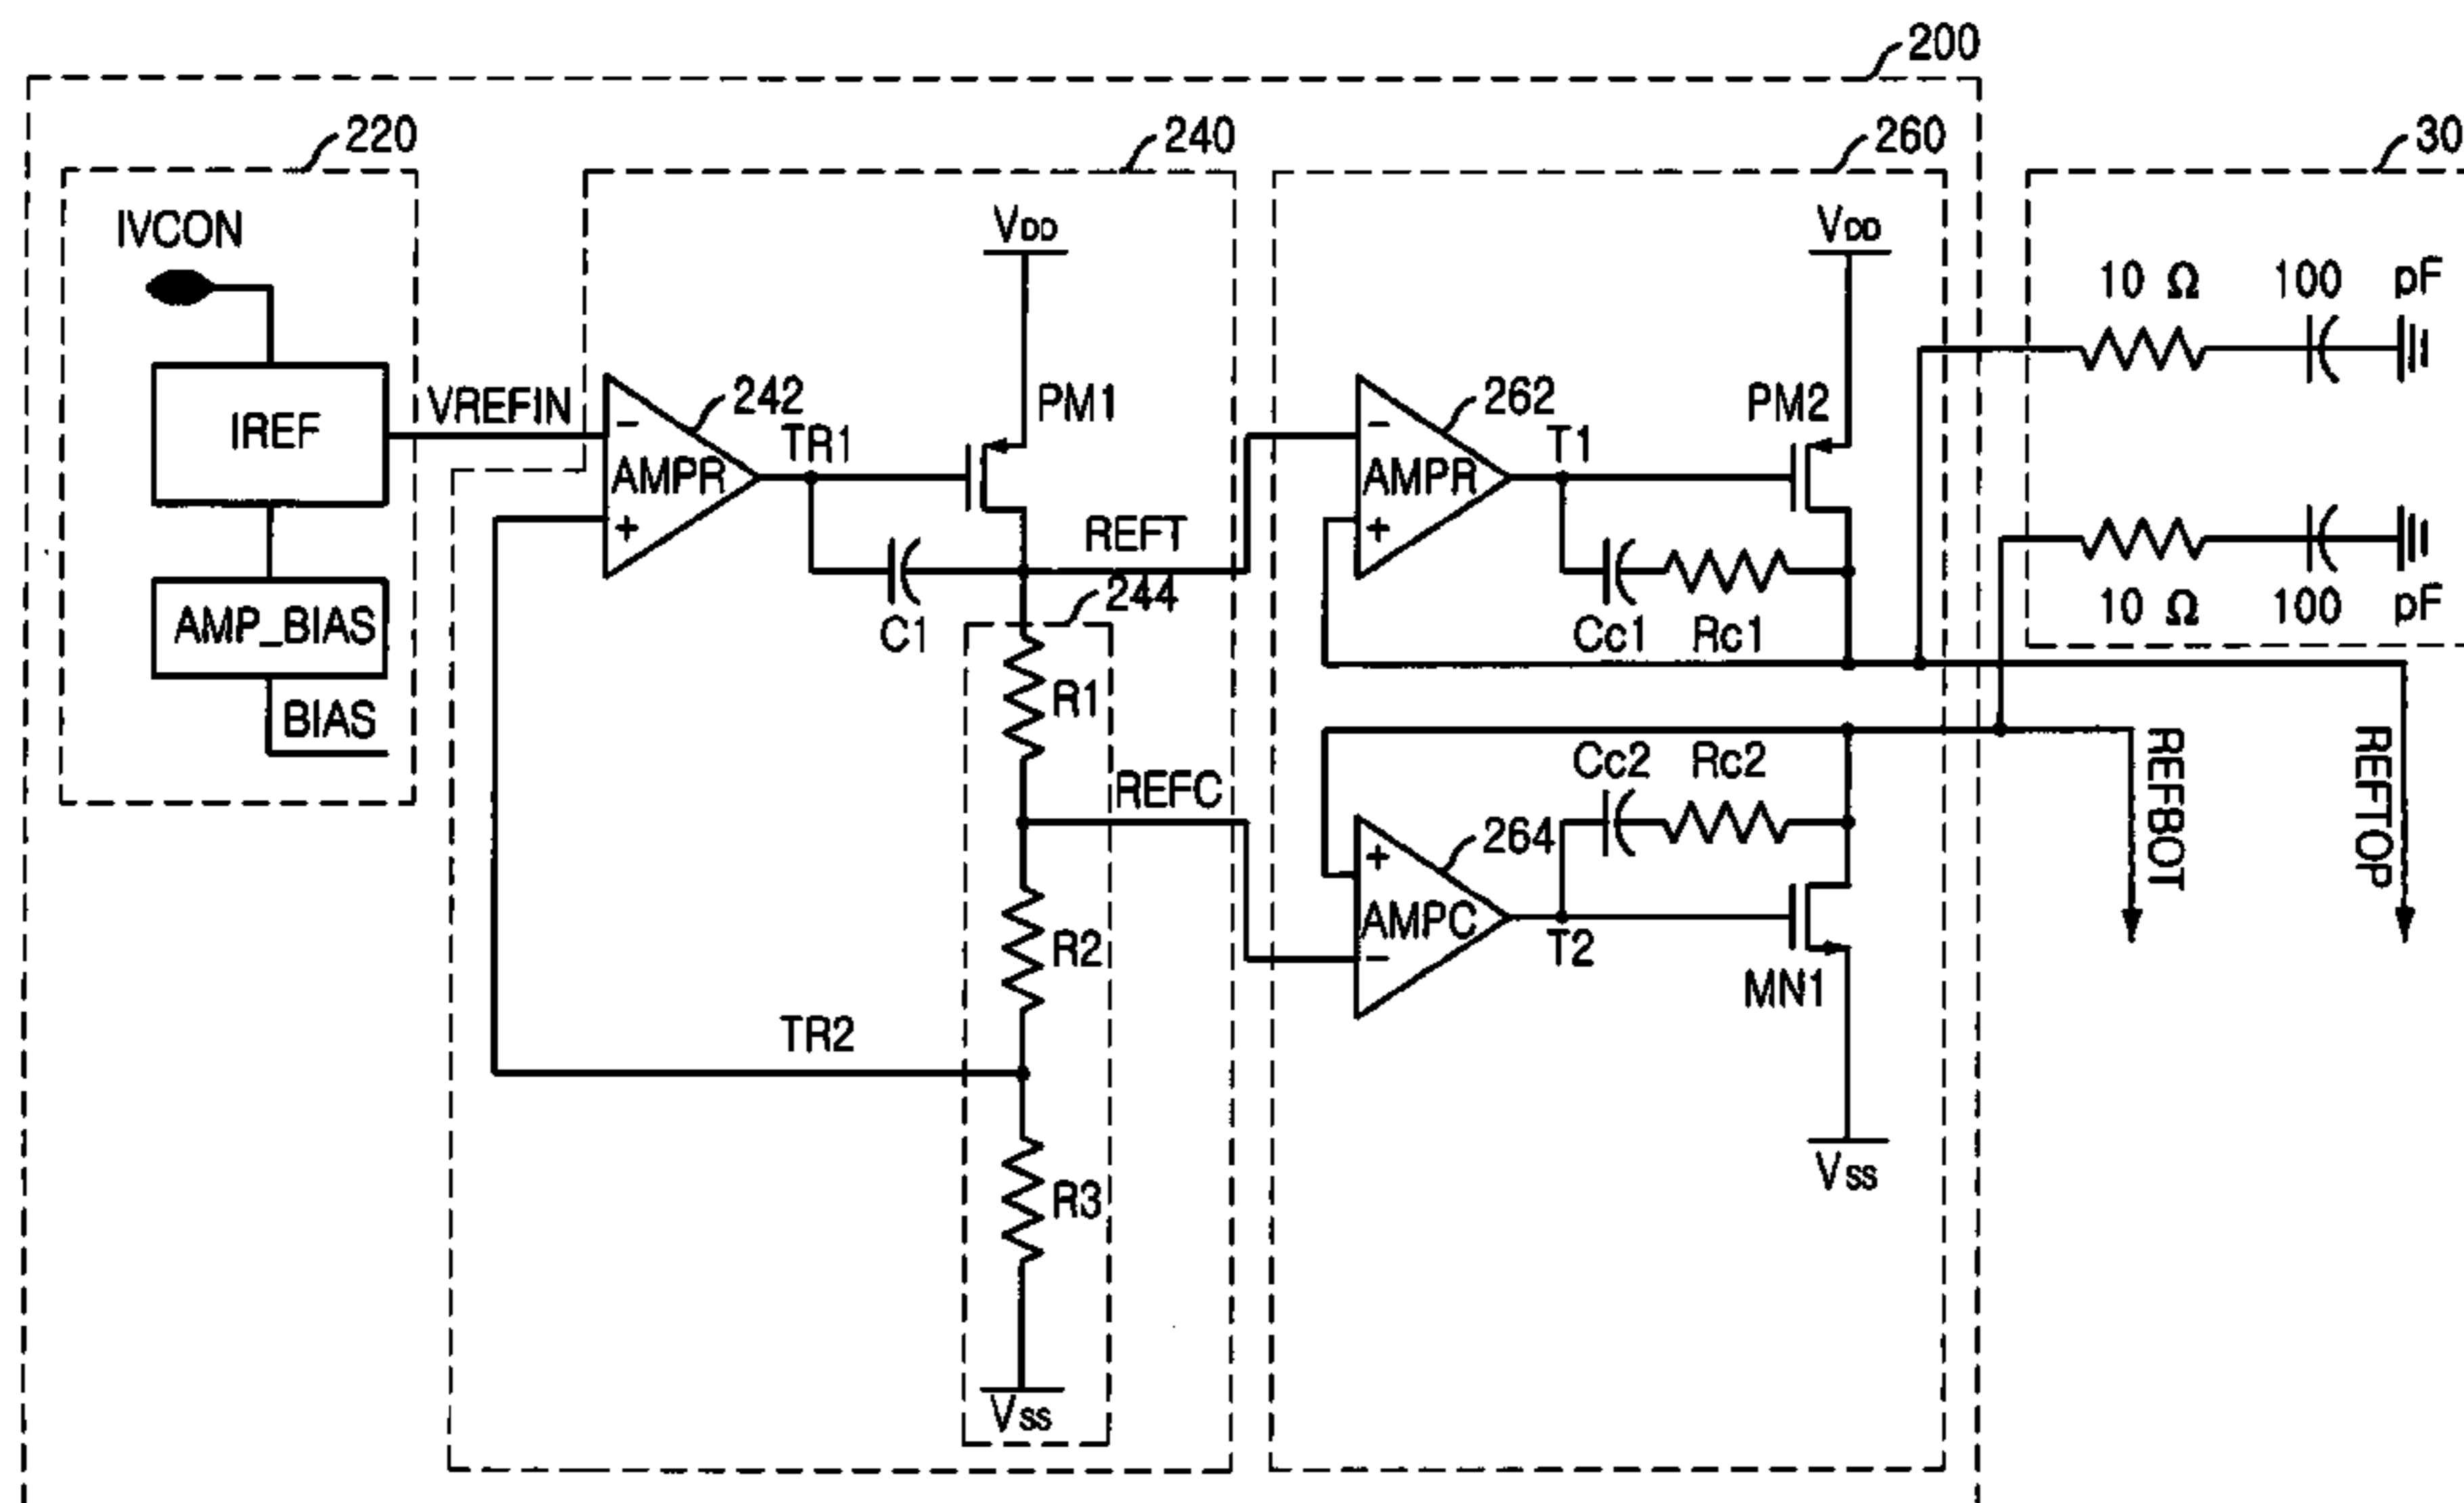 200
220
240
260
30
IVCON
VDD
VDD
10 Ω 100 pF
IREF
VREFIN
242
PM1
262
PM2
−
AMPR
+
TR1
−
AMPR
+
T1
REFT
C1
244
Cc1 Rc1
10 Ω 100 pF
AMP_BIAS
BIAS
R1
REFC
Cc2 Rc2
REFBOT
REFTOP
264
+
AMPC
−
T2
R2
MN1
TR2
R3
VSS
VSS